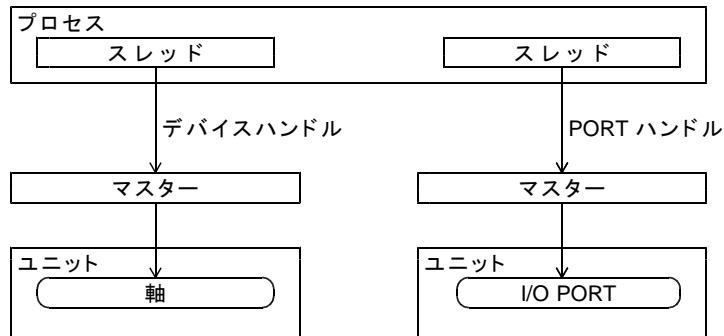 プロセス
スレッド スレッド
デバイスハンドル PORT ハンドル
マスター マスター
ユニット ユニット
軸 I/O PORT